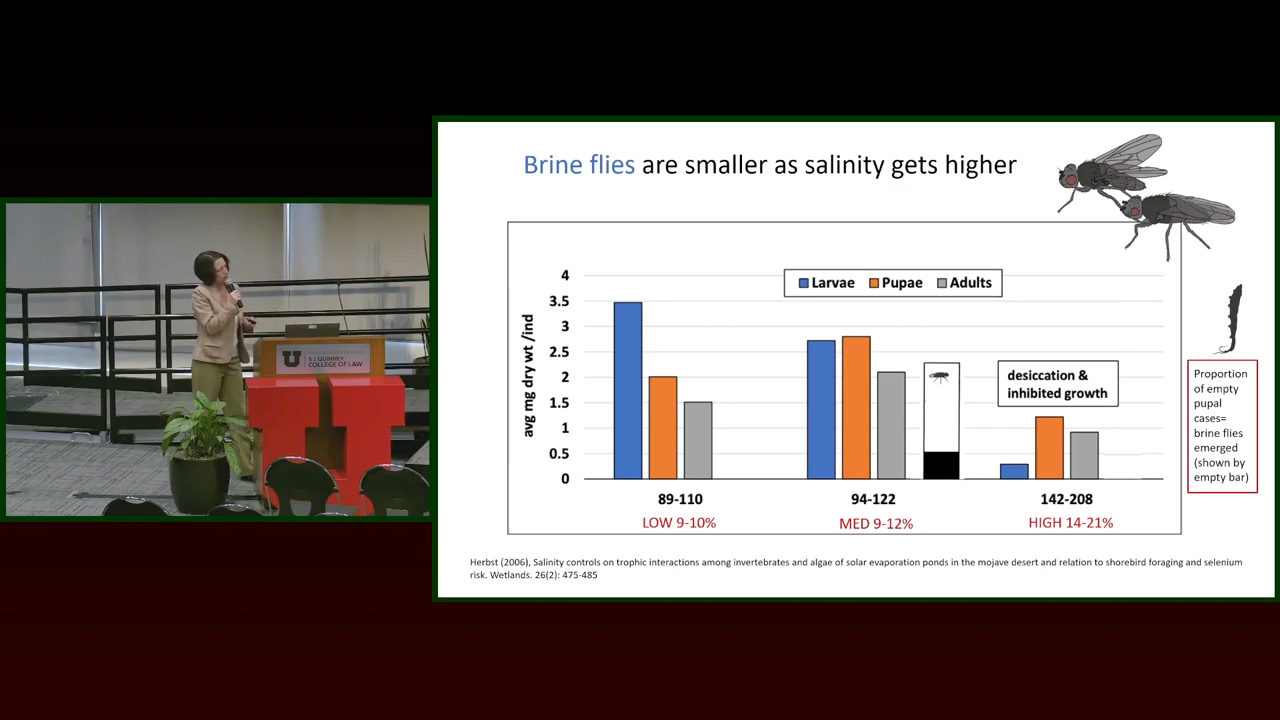 Brine flies are smaller as salinity gets higher
avg mg dry wt /ind
4
3.5
3
2.5
2
1.5
1
0.5
0
Larvae Pupae Adults
desiccation &
inhibited growth
89-110
94-122
142-208
LOW 9-10%
MED 9-12%
HIGH 14-21%
Proportion
of empty
pupal
cases=
brine flies
emerged
(shown by
empty bar)
Herbst (2006), Salinity controls on trophic interactions among invertebrates and algae of solar evaporation ponds in the mojave desert and relation to shorebird foraging and selenium
risk. Wetlands. 26(2): 475-485
U
S.J. QUINNEY
COLLEGE OF LAW